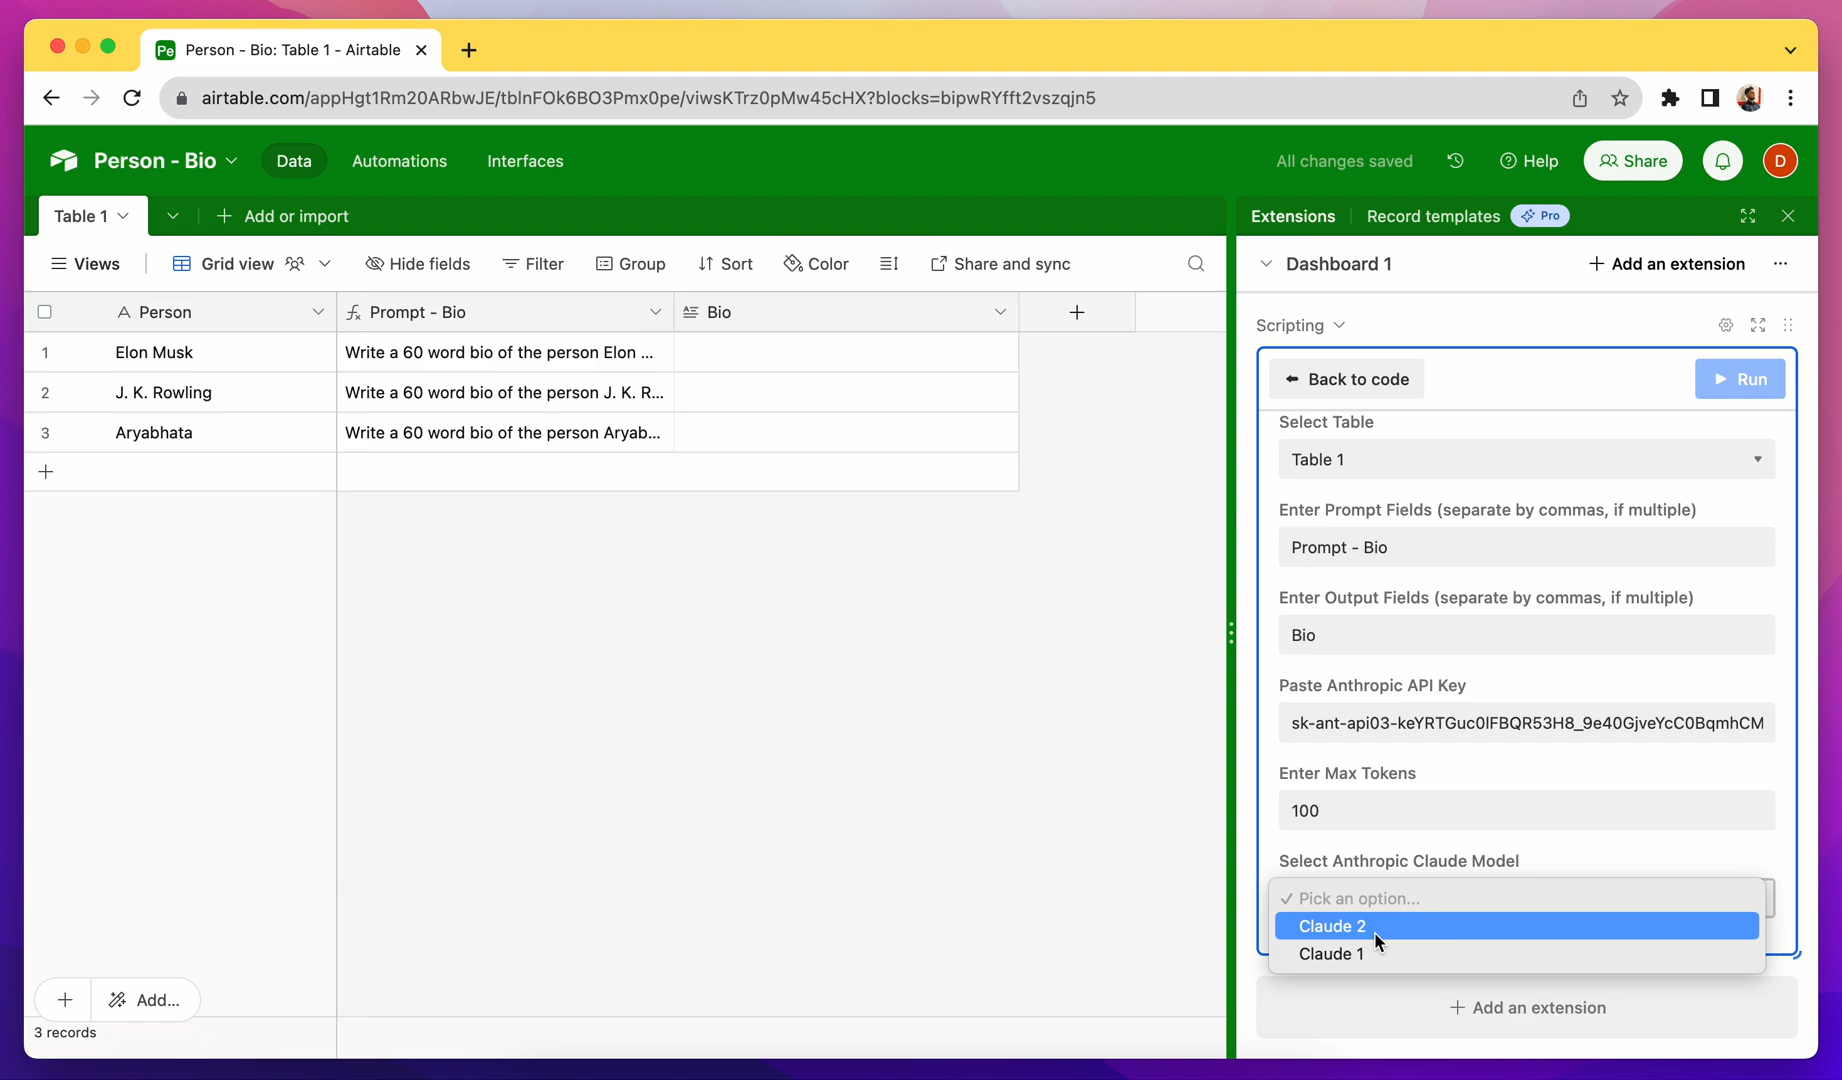 Person - Bio: Table 1 - Airtable
airtable.com/appHgt1Rm20ARbwJE/tblnFOk6BO3Pmx0pe/viwsKTrz0pMw45cHX?blocks=bipwRYfft2vszqjn5
Person - Bio
Data
Automations
Interfaces
All changes saved
Help
Share
D
Table 1
Add or import
Extensions
Record templates
Pro
Views
Grid view
Hide fields
Filter
Group
Sort
Color
Share and sync
Dashboard 1
Add an extension
Person
Prompt - Bio
Bio
1 Elon Musk Write a 60 word bio of the person Elon ...
2 J. K. Rowling Write a 60 word bio of the person J. K. R...
3 Aryabhata Write a 60 word bio of the person Aryab...
Add...
3 records
Scripting
Back to code
Run
Select Table
Table 1
Enter Prompt Fields (separate by commas, if multiple)
Prompt - Bio
Enter Output Fields (separate by commas, if multiple)
Bio
Paste Anthropic API Key
sk-ant-api03-keYRTGuc0IFBQR53H8_9e40GjveYcC0BqmhCM
Enter Max Tokens
100
Select Anthropic Claude Model
Pick an option...
Claude 2
Claude 1
Add an extension